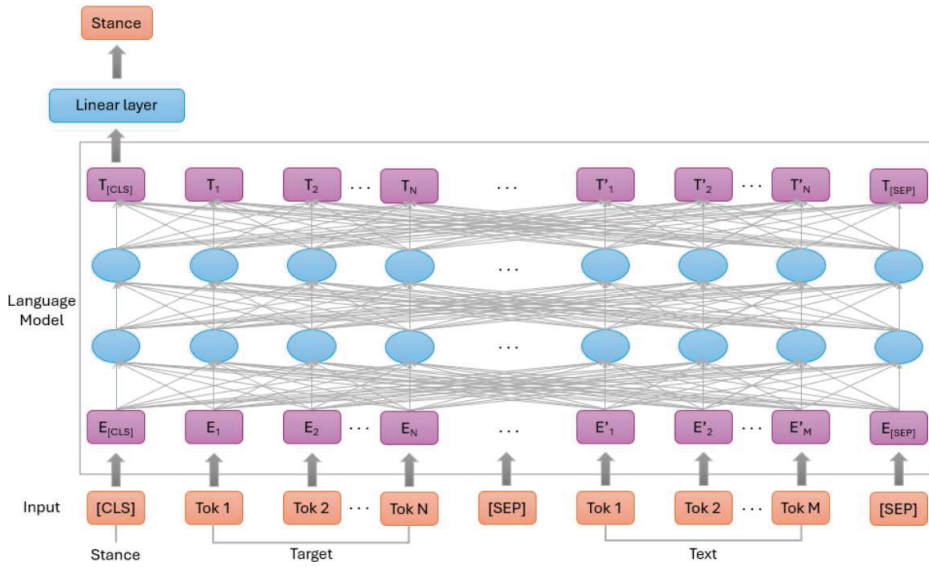 Stance
Linear layer
T[CLS] T1 T2 ... TN ... T'1 T'2 ... T'N T[SEP]
...
Language
Model
...
E[CLS] E1 E2 ... EN ... E'1 E'2 ... E'M E[SEP]
Input [CLS] Tok 1 Tok 2 ... Tok N [SEP] Tok 1 Tok 2 ... Tok M [SEP]
Stance Target Text